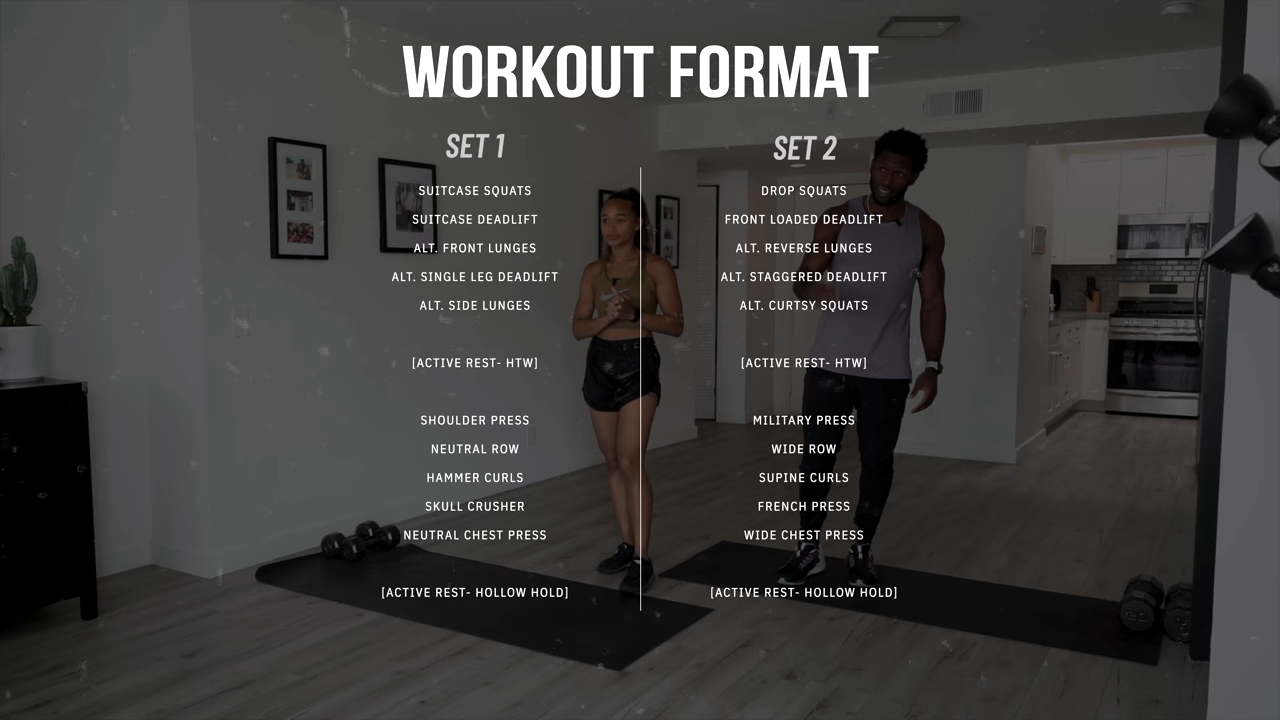 WORKOUT FORMAT
SET 1
SUITCASE SQUATS
SUITCASE DEADLIFT
ALT. FRONT LUNGES
ALT. SINGLE LEG DEADLIFT
ALT. SIDE LUNGES
[ACTIVE REST- HTW]
SHOULDER PRESS
NEUTRAL ROW
HAMMER CURLS
SKULL CRUSHER
NEUTRAL CHEST PRESS
[ACTIVE REST- HOLLOW HOLD]
SET 2
DROP SQUATS
FRONT LOADED DEADLIFT
ALT. REVERSE LUNGES
ALT. STAGGERED DEADLIFT
ALT. CURTSY SQUATS
[ACTIVE REST- HTW]
MILITARY PRESS
WIDE ROW
SUPINE CURLS
FRENCH PRESS
WIDE CHEST PRESS
[ACTIVE REST- HOLLOW HOLD]